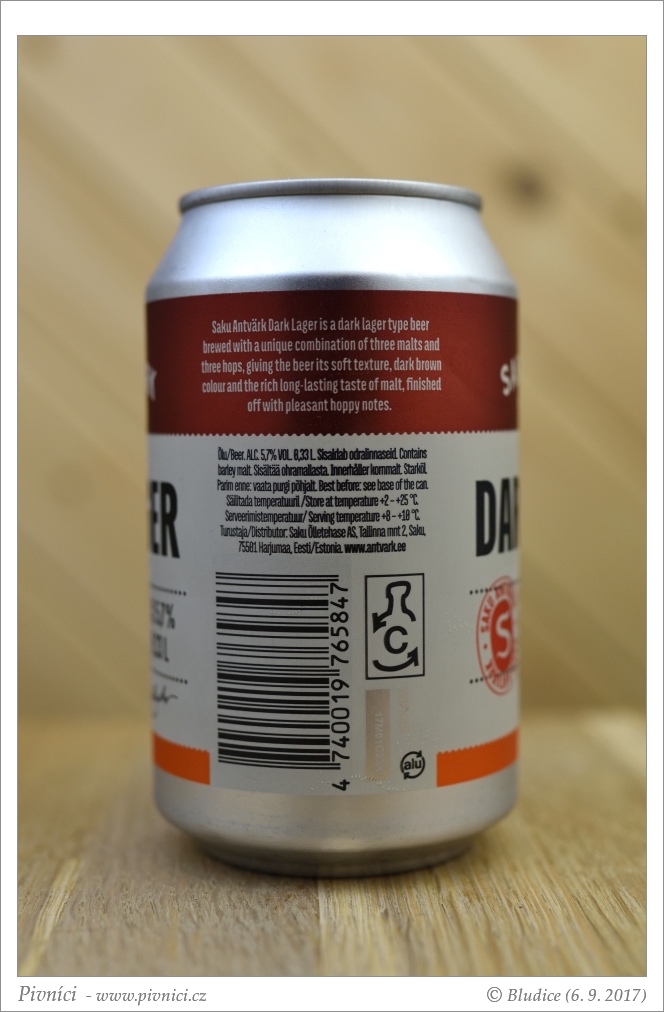 Saku Antvärk Dark Lager is a dark lager type beer
brewed with a unique combination of three malts and
three hops, giving the beer its soft texture, dark brown
colour and the rich long-lasting taste of malt, finished
off with pleasant hoppy notes.
Õlu/Beer. ALC. 5,7% VOL. 0,33 L. Sisaldab odralinnaseid. Contains
barley malt. Sisältää ohramallasta. Innerhåller kornmalt. Starköl.
Parim enne: vaata purgi põhjalt. Best before: see base of the can.
Säilitada temperatuuril /Store at temperature +2 – +25 °C.
Serveerimistemperatuur/ Serving temperature +8 – +10 °C.
Turustaja/Distributor: Saku Õlletehase AS, Tallinna mnt 2, Saku,
75501 Harjumaa, Eesti/Estonia. www.antvark.ee
ER
DAR
5,7%
S
C
4 740019 765847
alu
Pivníci - www.pivnici.cz
© Bludice (6. 9. 2017)